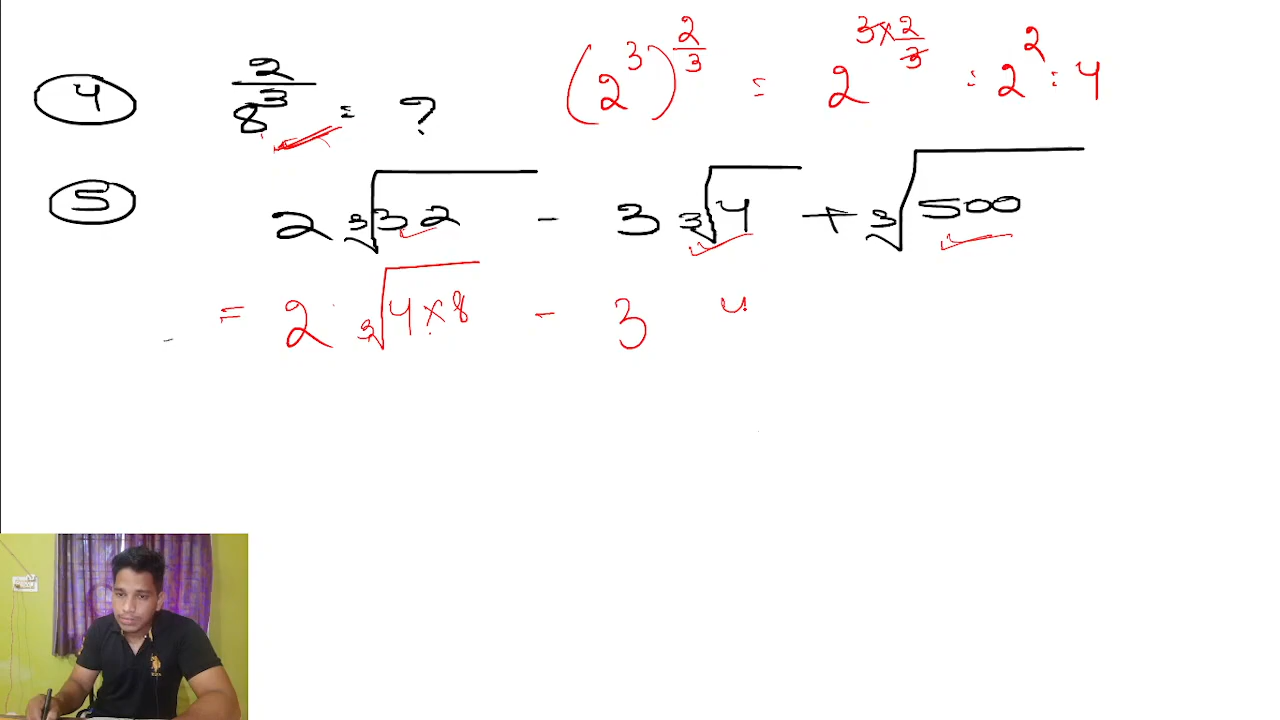 4 8^(2/3) = ? (2^3)^(2/3) = 2^(3×2/3) = 2^2 = 4
5 2 ∛32 - 3 ∛4 + ∛500
= 2 ∛4×8 - 3 4